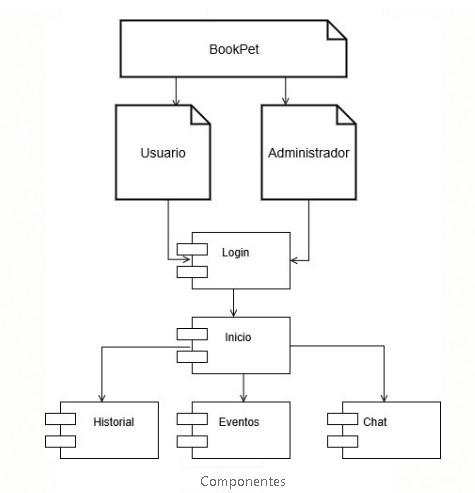 BookPet
Usuario
Administrador
Login
Inicio
Historial
Eventos
Chat
Componentes